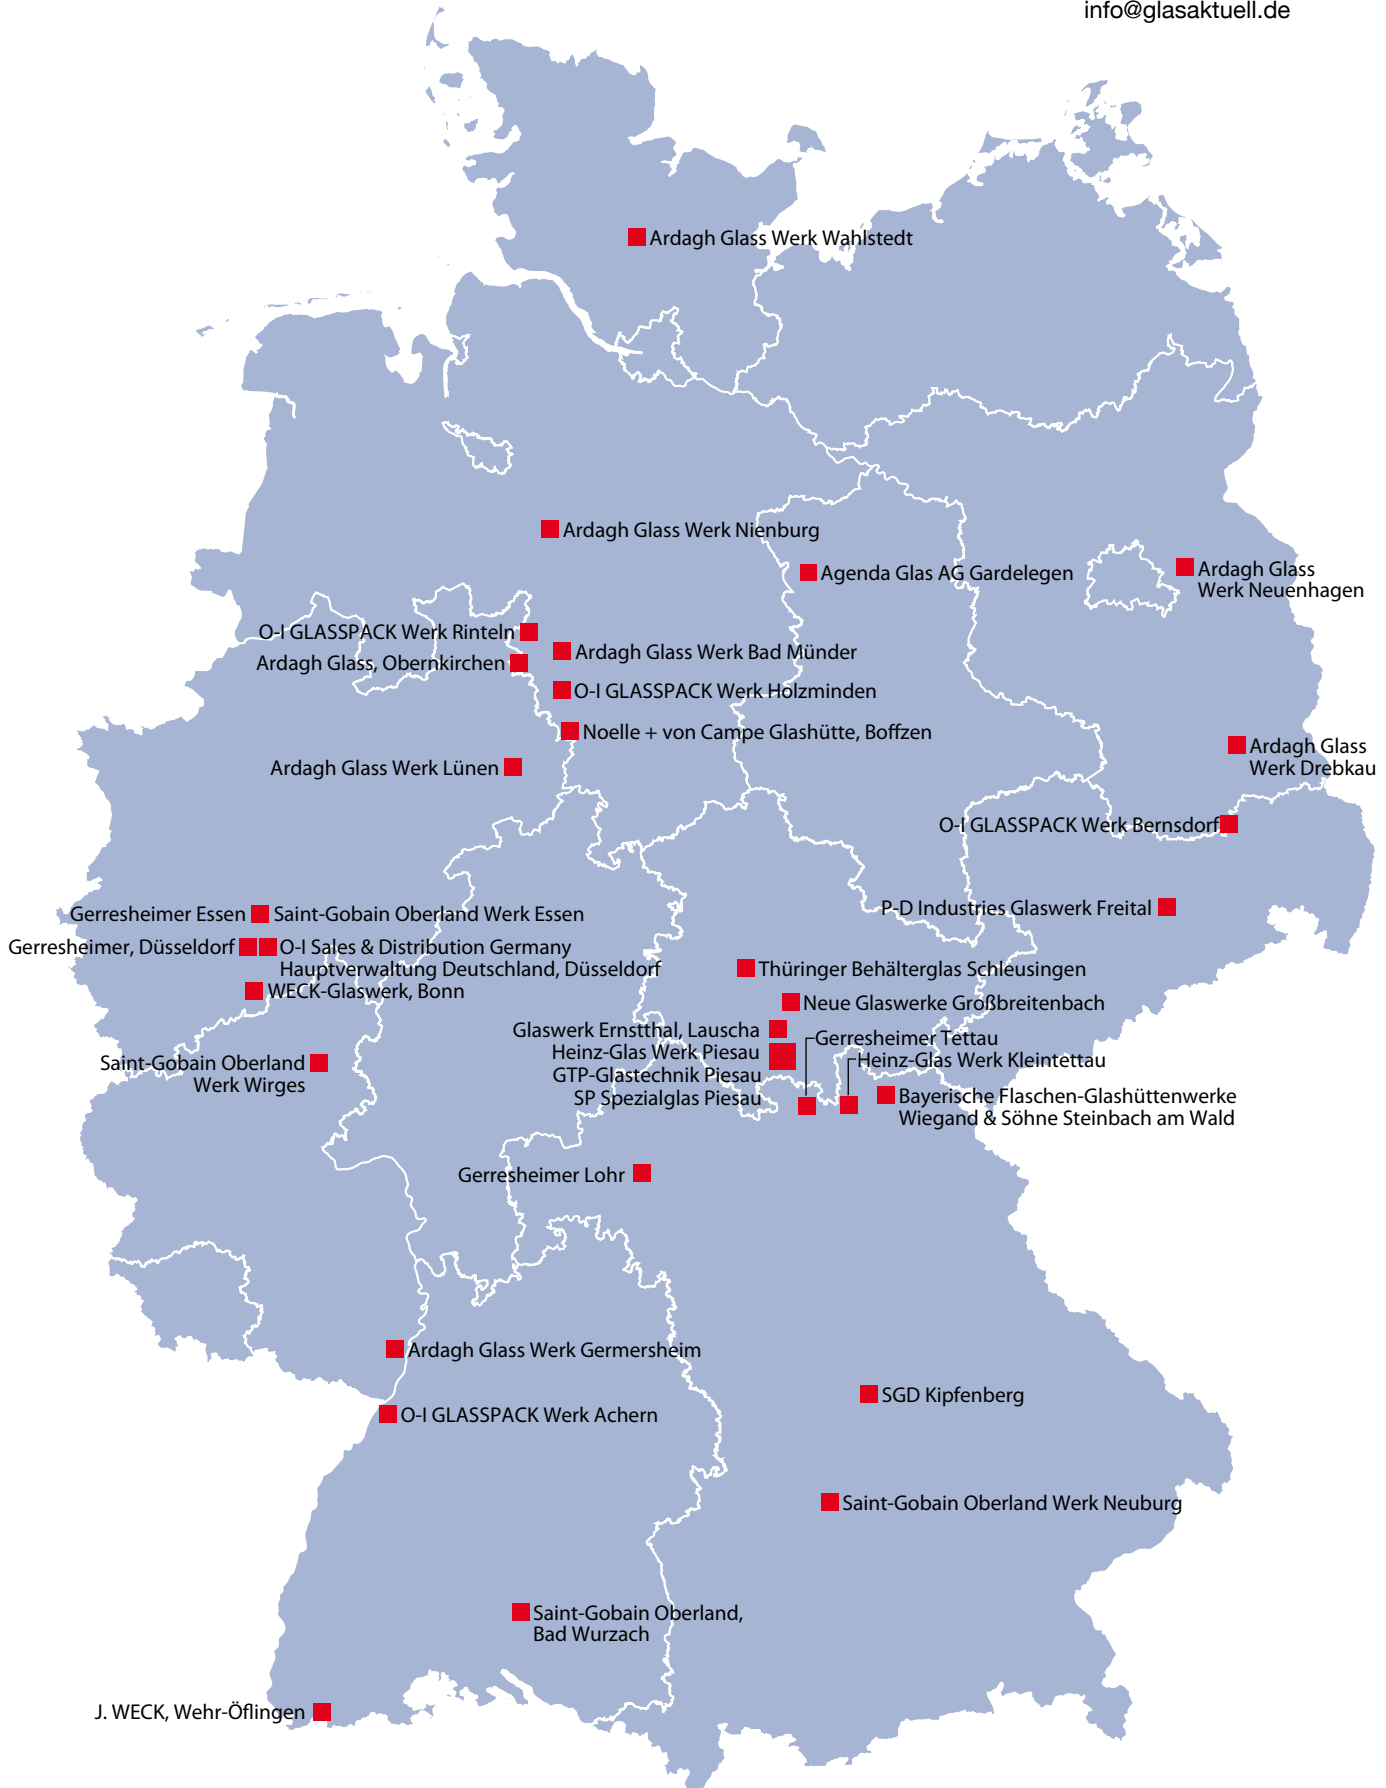 info@glasaktuell.de
Ardagh Glass Werk Wahlstedt
Ardagh Glass Werk Nienburg
Agenda Glas AG Gardelegen
Ardagh Glass
Werk Neuenhagen
O-I GLASSPACK Werk Rinteln
Ardagh Glass Werk Bad Münder
Ardagh Glass, Obernkirchen
O-I GLASSPACK Werk Holzminden
Noelle + von Campe Glashütte, Boffzen
Ardagh Glass
Werk Drebkau
Ardagh Glass Werk Lünen
O-I GLASSPACK Werk Bernsdorf
Gerresheimer Essen
Saint-Gobain Oberland Werk Essen
P-D Industries Glaswerk Freital
Gerresheimer, Düsseldorf
O-I Sales & Distribution Germany
Hauptverwaltung Deutschland, Düsseldorf
Thüringer Behälterglas Schleusingen
WECK-Glaswerk, Bonn
Neue Glaswerke Großbreitenbach
Glaswerk Ernstthal, Lauscha
Gerresheimer Tettau
Heinz-Glas Werk Piesau
Heinz-Glas Werk Kleintettau
Saint-Gobain Oberland
Werk Wirges
GTP-Glastechnik Piesau
SP Spezialglas Piesau
Bayerische Flaschen-Glashüttenwerke
Wiegand & Söhne Steinbach am Wald
Gerresheimer Lohr
Ardagh Glass Werk Germersheim
SGD Kipfenberg
O-I GLASSPACK Werk Achern
Saint-Gobain Oberland Werk Neuburg
Saint-Gobain Oberland,
Bad Wurzach
J. WECK, Wehr-Öflingen